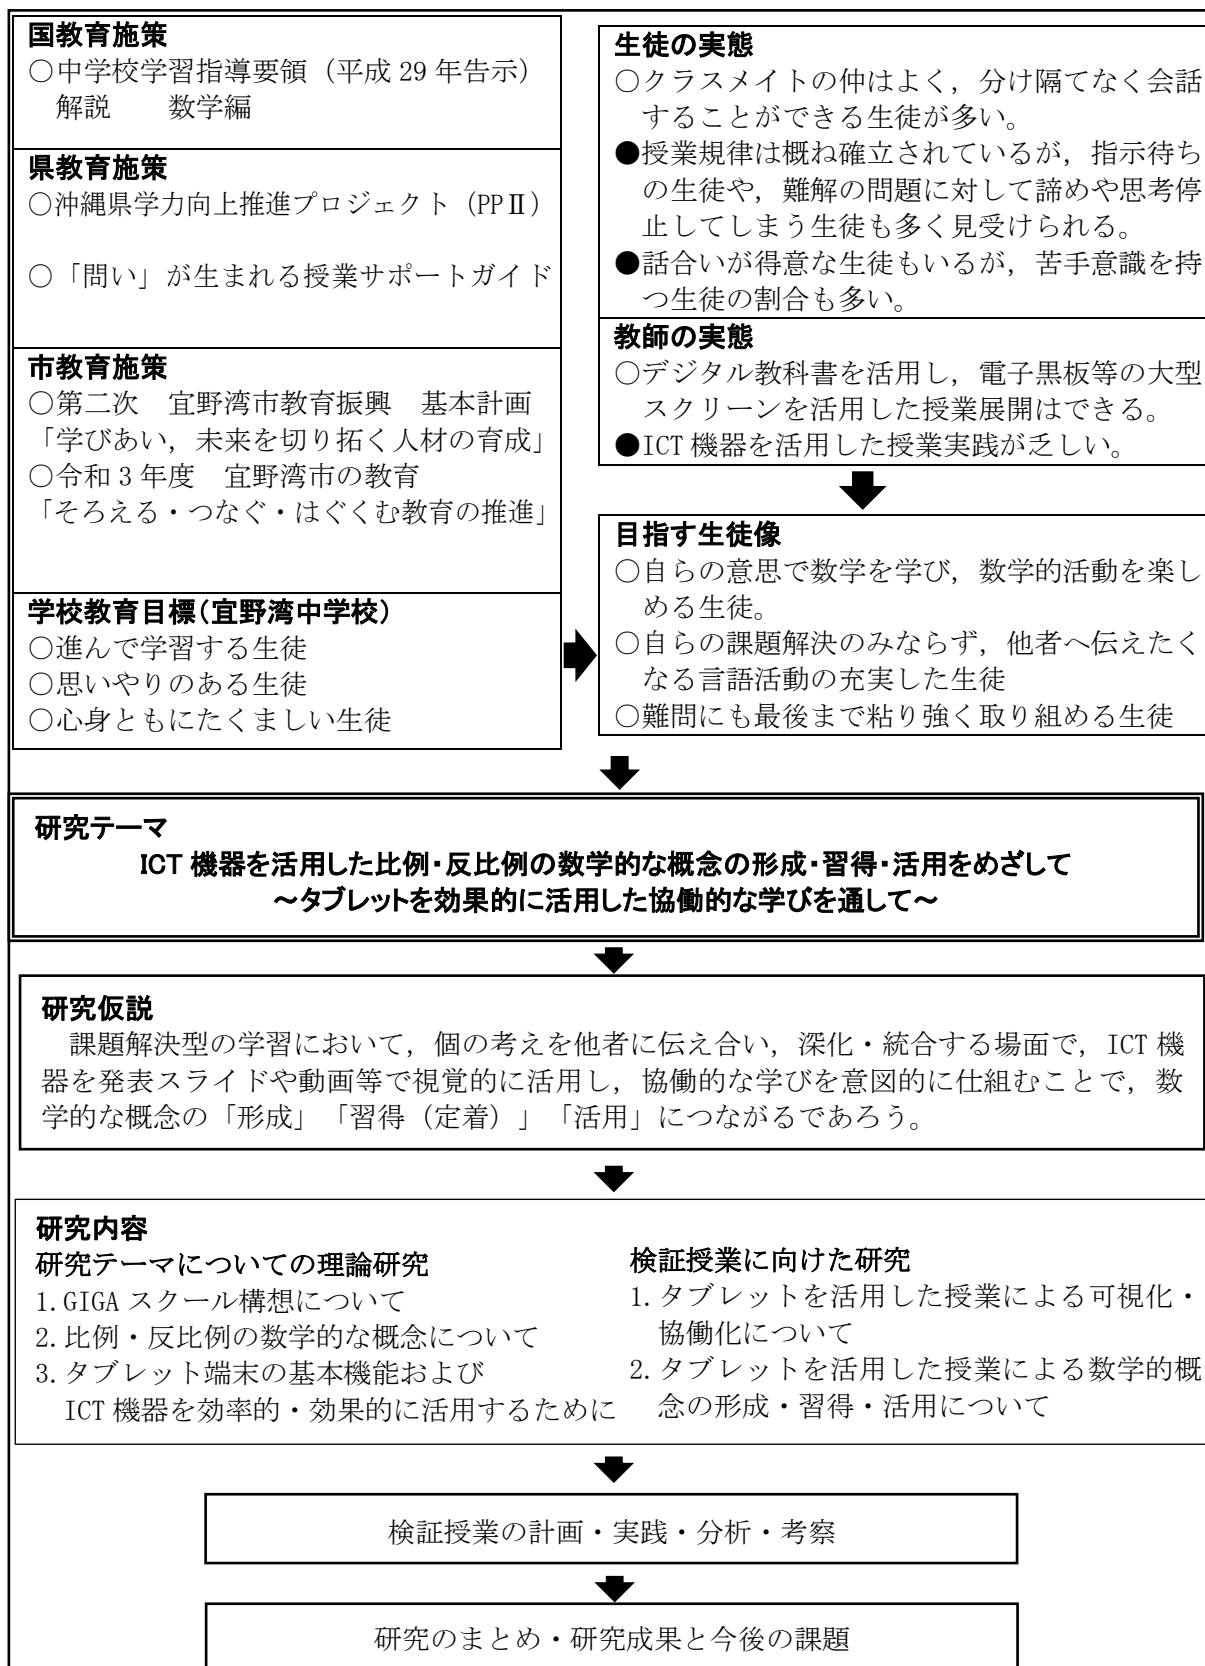 国教育施策
○中学校学習指導要領（平成 29 年告示）
解説　　数学編
県教育施策
○沖縄県学力向上推進プロジェクト（PPⅡ）
○「問い」が生まれる授業サポートガイド
市教育施策
○第二次　宜野湾市教育振興　基本計画
「学びあい，未来を切り拓く人材の育成」
○令和 3 年度　宜野湾市の教育
「そろえる・つなぐ・はぐくむ教育の推進」
学校教育目標（宜野湾中学校）
○進んで学習する生徒
○思いやりのある生徒
○心身ともにたくましい生徒
生徒の実態
○クラスメイトの仲はよく，分け隔てなく会話
することができる生徒が多い。
●授業規律は概ね確立されているが，指示待ち
の生徒や，難解の問題に対して諦めや思考停
止してしまう生徒も多く見受けられる。
●話合いが得意な生徒もいるが，苦手意識を持
つ生徒の割合も多い。
教師の実態
○デジタル教科書を活用し，電子黒板等の大型
スクリーンを活用した授業展開はできる。
●ICT 機器を活用した授業実践が乏しい。
目指す生徒像
○自らの意思で数学を学び，数学的活動を楽し
める生徒。
○自らの課題解決のみならず，他者へ伝えたく
なる言語活動の充実した生徒
○難問にも最後まで粘り強く取り組める生徒
研究テーマ
ICT 機器を活用した比例・反比例の数学的な概念の形成・習得・活用をめざして
～タブレットを効果的に活用した協働的な学びを通して～
研究仮説
課題解決型の学習において，個の考えを他者に伝え合い，深化・統合する場面で，ICT 機
器を発表スライドや動画等で視覚的に活用し，協働的な学びを意図的に仕組むことで，数
学的な概念の「形成」「習得（定着）」「活用」につながるであろう。
研究内容
研究テーマについての理論研究
1. GIGA スクール構想について
2. 比例・反比例の数学的な概念について
3. タブレット端末の基本機能および
ICT 機器を効率的・効果的に活用するために
検証授業に向けた研究
1. タブレットを活用した授業による可視化・
協働化について
2. タブレットを活用した授業による数学的概
念の形成・習得・活用について
検証授業の計画・実践・分析・考察
研究のまとめ・研究成果と今後の課題